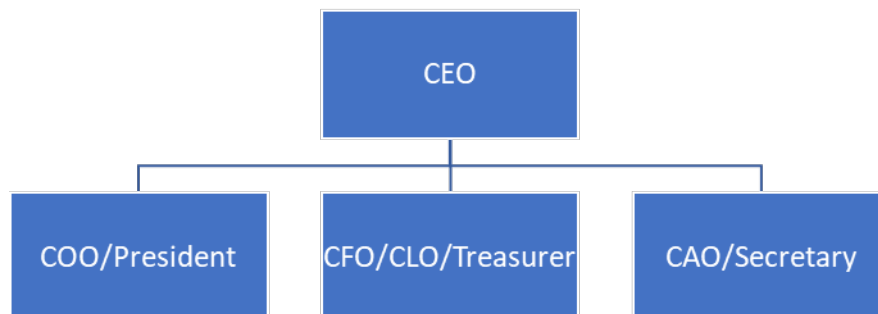 CEO
COO/President
CFO/CLO/Treasurer
CAO/Secretary